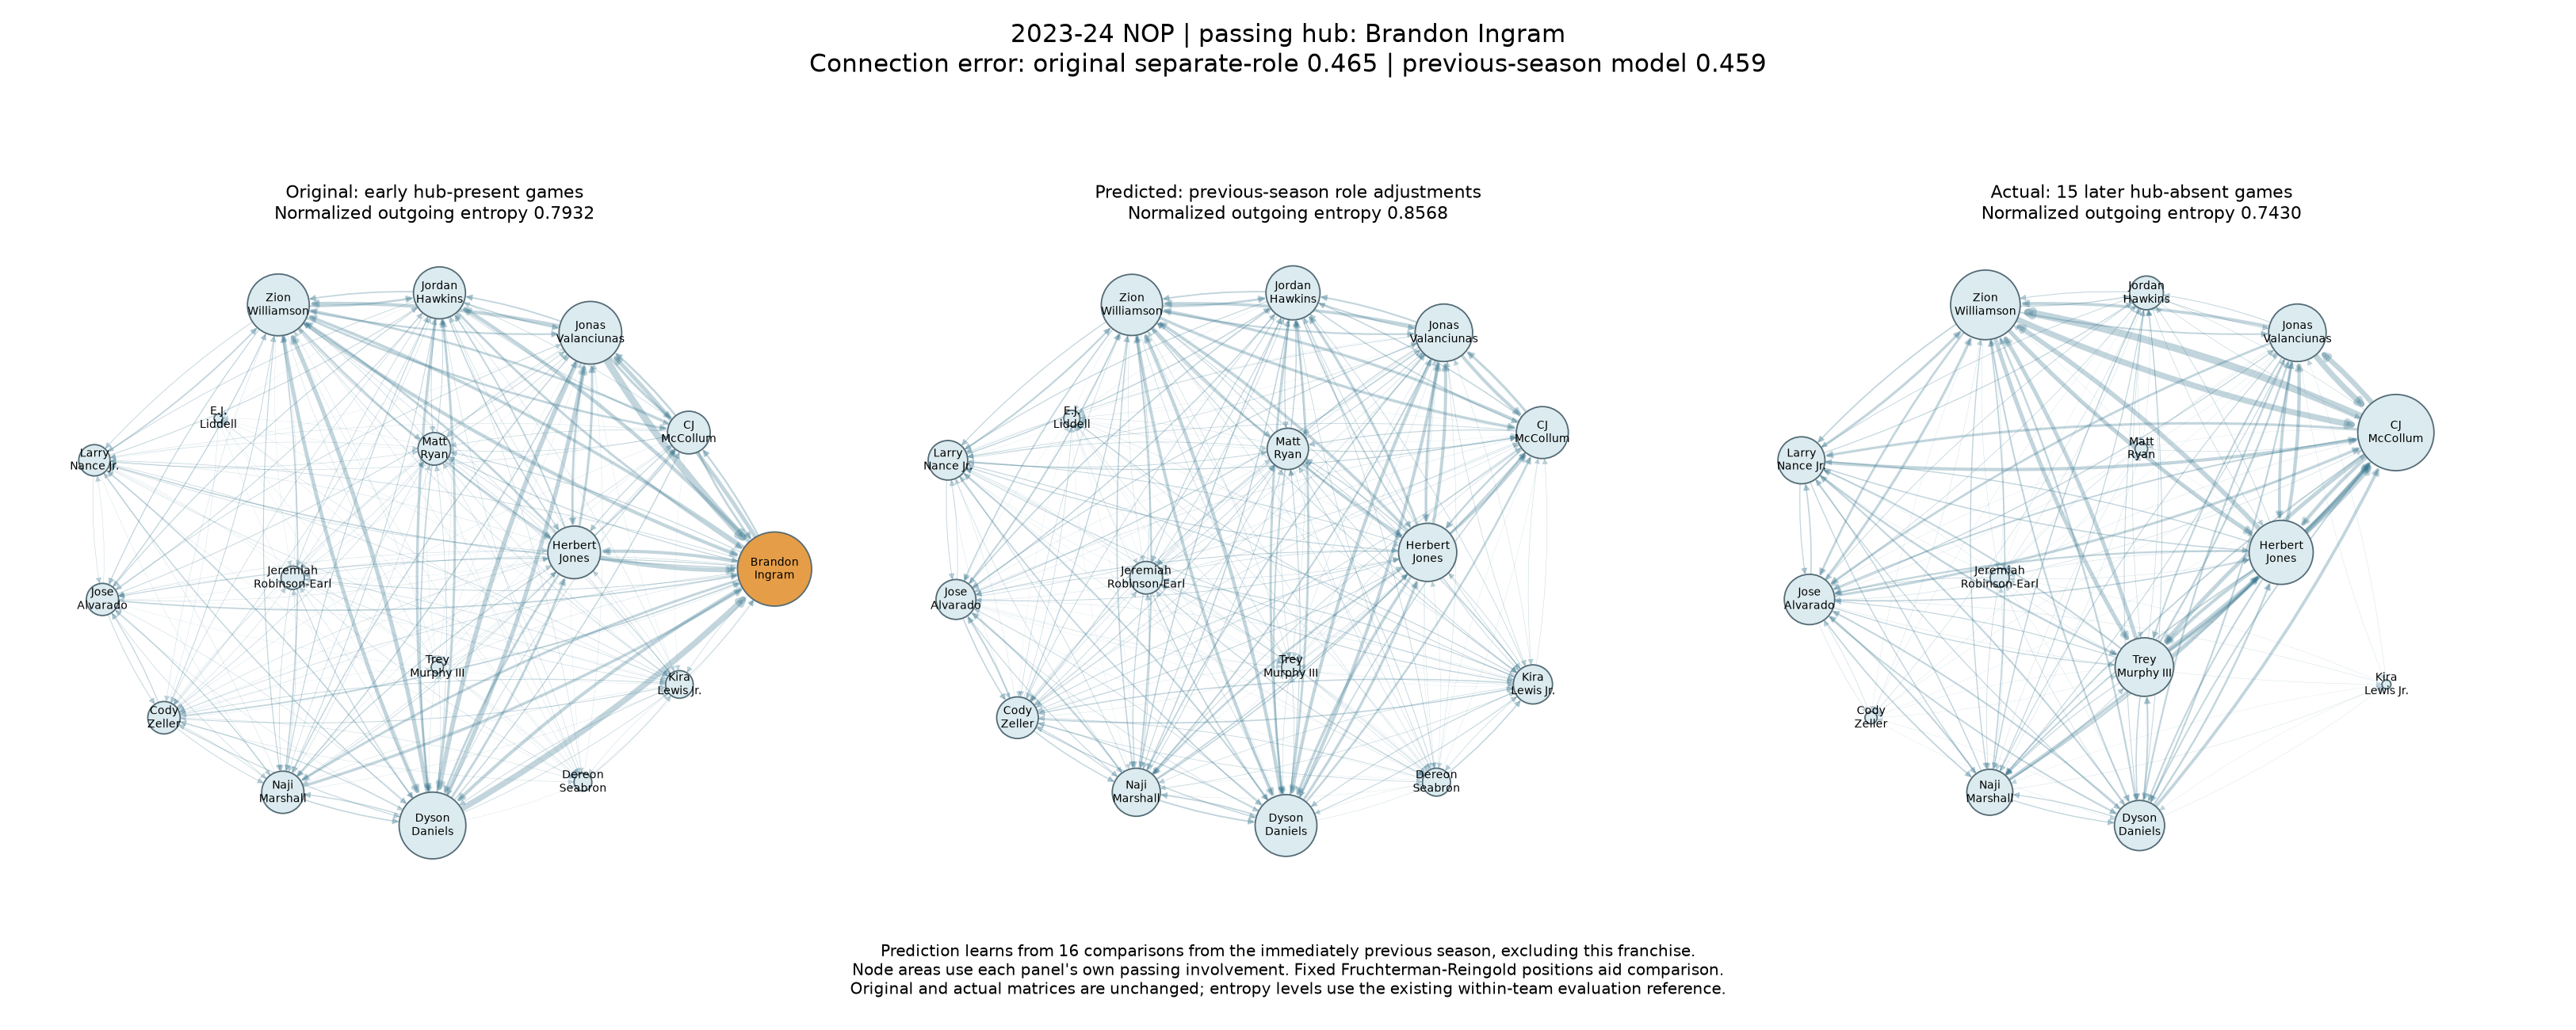 2023-24 NOP | passing hub: Brandon Ingram
Connection error: original separate-role 0.465 | previous-season model 0.459
Original: early hub-present games
Normalized outgoing entropy 0.7932
Zion
Williamson
Jordan
Hawkins
Jonas
Valanciunas
E.J.
Liddell
CJ
McCollum
Matt
Ryan
Larry
Nance Jr.
Herbert
Jones
Brandon
Ingram
Jeremiah
Robinson-Earl
Jose
Alvarado
Trey
Murphy III
Kira
Lewis Jr.
Cody
Zeller
Naji
Marshall
Dereon
Seabron
Dyson
Daniels
Predicted: previous-season role adjustments
Normalized outgoing entropy 0.8568
Zion
Williamson
Jordan
Hawkins
Jonas
Valanciunas
E.J.
Liddell
CJ
McCollum
Matt
Ryan
Larry
Nance Jr.
Herbert
Jones
Jeremiah
Robinson-Earl
Jose
Alvarado
Trey
Murphy III
Kira
Lewis Jr.
Cody
Zeller
Naji
Marshall
Dereon
Seabron
Dyson
Daniels
Actual: 15 later hub-absent games
Normalized outgoing entropy 0.7430
Zion
Williamson
Jordan
Hawkins
Jonas
Valanciunas
CJ
McCollum
Matt
Ryan
Larry
Nance Jr.
Herbert
Jones
Jeremiah
Robinson-Earl
Jose
Alvarado
Trey
Murphy III
Kira
Lewis Jr.
Cody
Zeller
Naji
Marshall
Dyson
Daniels
Prediction learns from 16 comparisons from the immediately previous season, excluding this franchise.
Node areas use each panel's own passing involvement. Fixed Fruchterman-Reingold positions aid comparison.
Original and actual matrices are unchanged; entropy levels use the existing within-team evaluation reference.